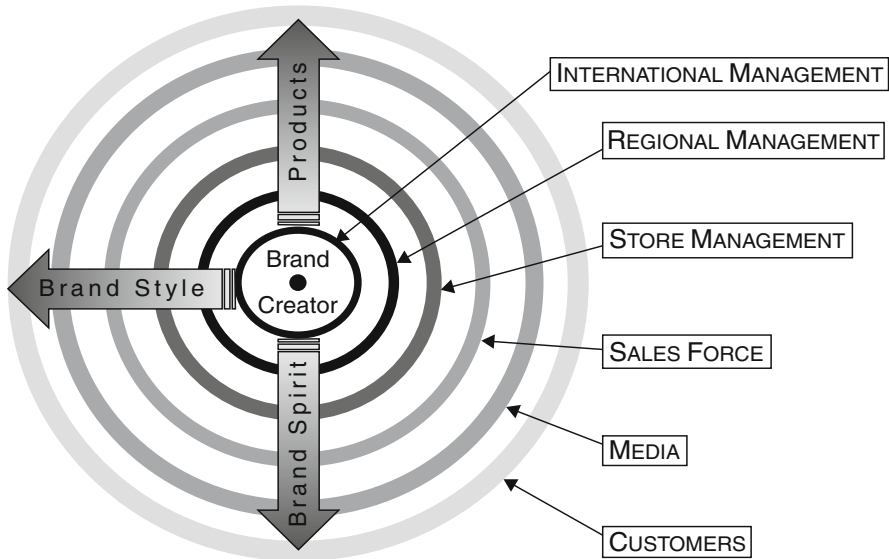 Products
Brand Style
Brand Creator
Brand Spirit
INTERNATIONAL MANAGEMENT
REGIONAL MANAGEMENT
STORE MANAGEMENT
SALES FORCE
MEDIA
CUSTOMERS